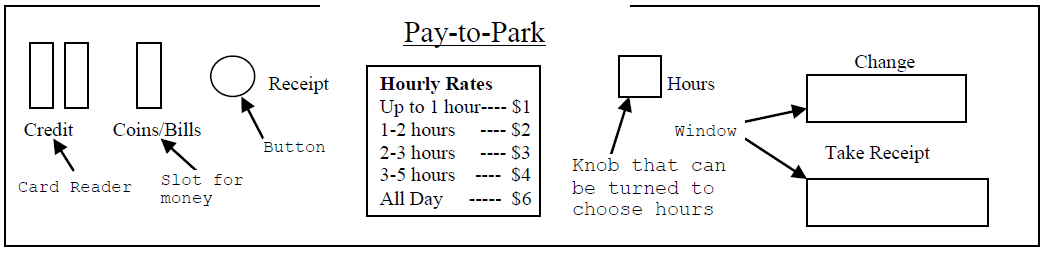 Pay-to-Park
Credit
Card Reader
Coins/Bills
Slot for
money
Receipt
Button
Hourly Rates
Up to 1 hour---- $1
1-2 hours ---- $2
2-3 hours ---- $3
3-5 hours ---- $4
All Day ----- $6
Hours
Knob that can
be turned to
choose hours
Window
Change
Take Receipt